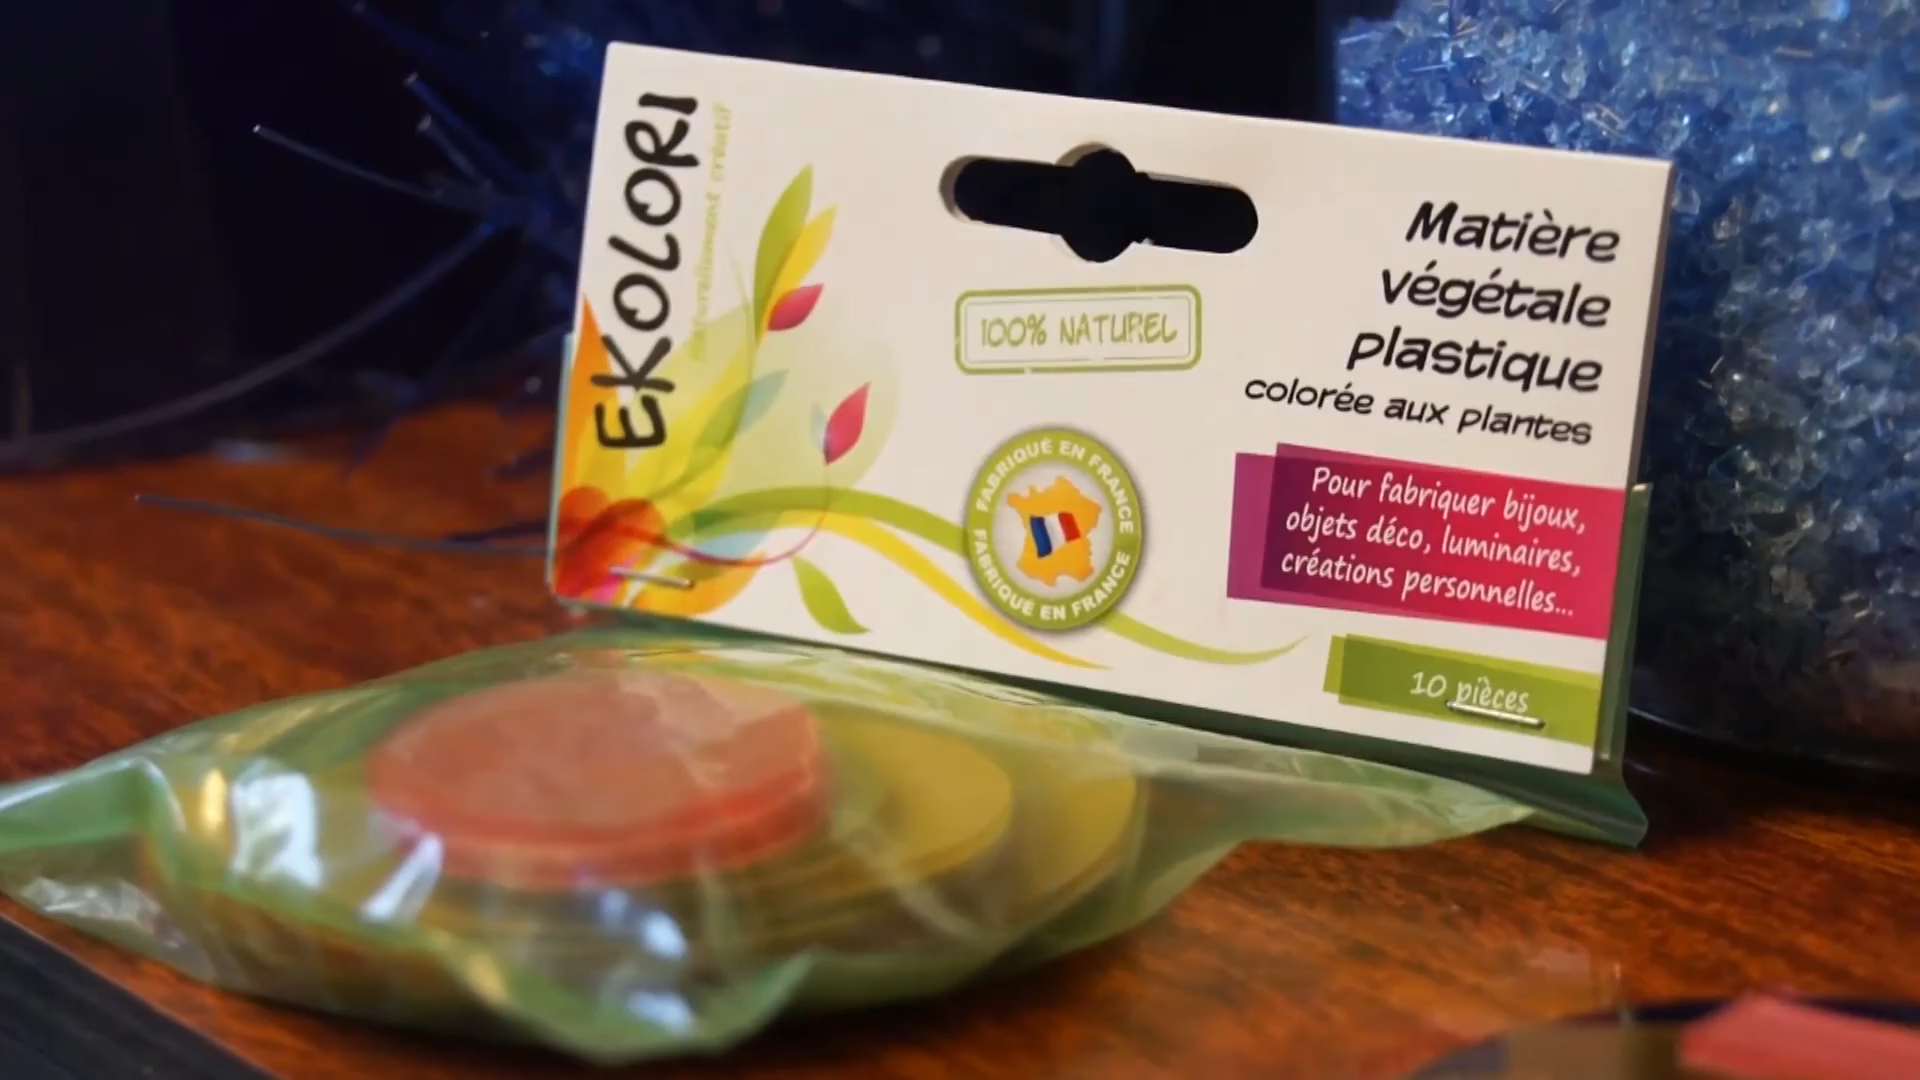 EKOLORI
100% NATUREL
FABRIQUÉ EN FRANCE
FABRIQUÉ EN FRANCE
Matière
végétale
plastique
colorée aux plantes
Pour fabriquer bijoux,
objets déco, luminaires,
créations personnelles...
10 pièces